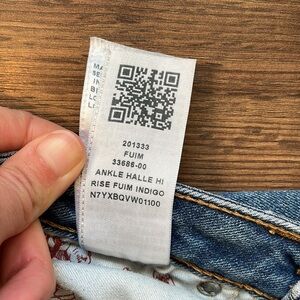 201333
FUIM
33686-00
ANKLE HALLE HI
RISE FUIM INDIGO
N7YXBQVW01100